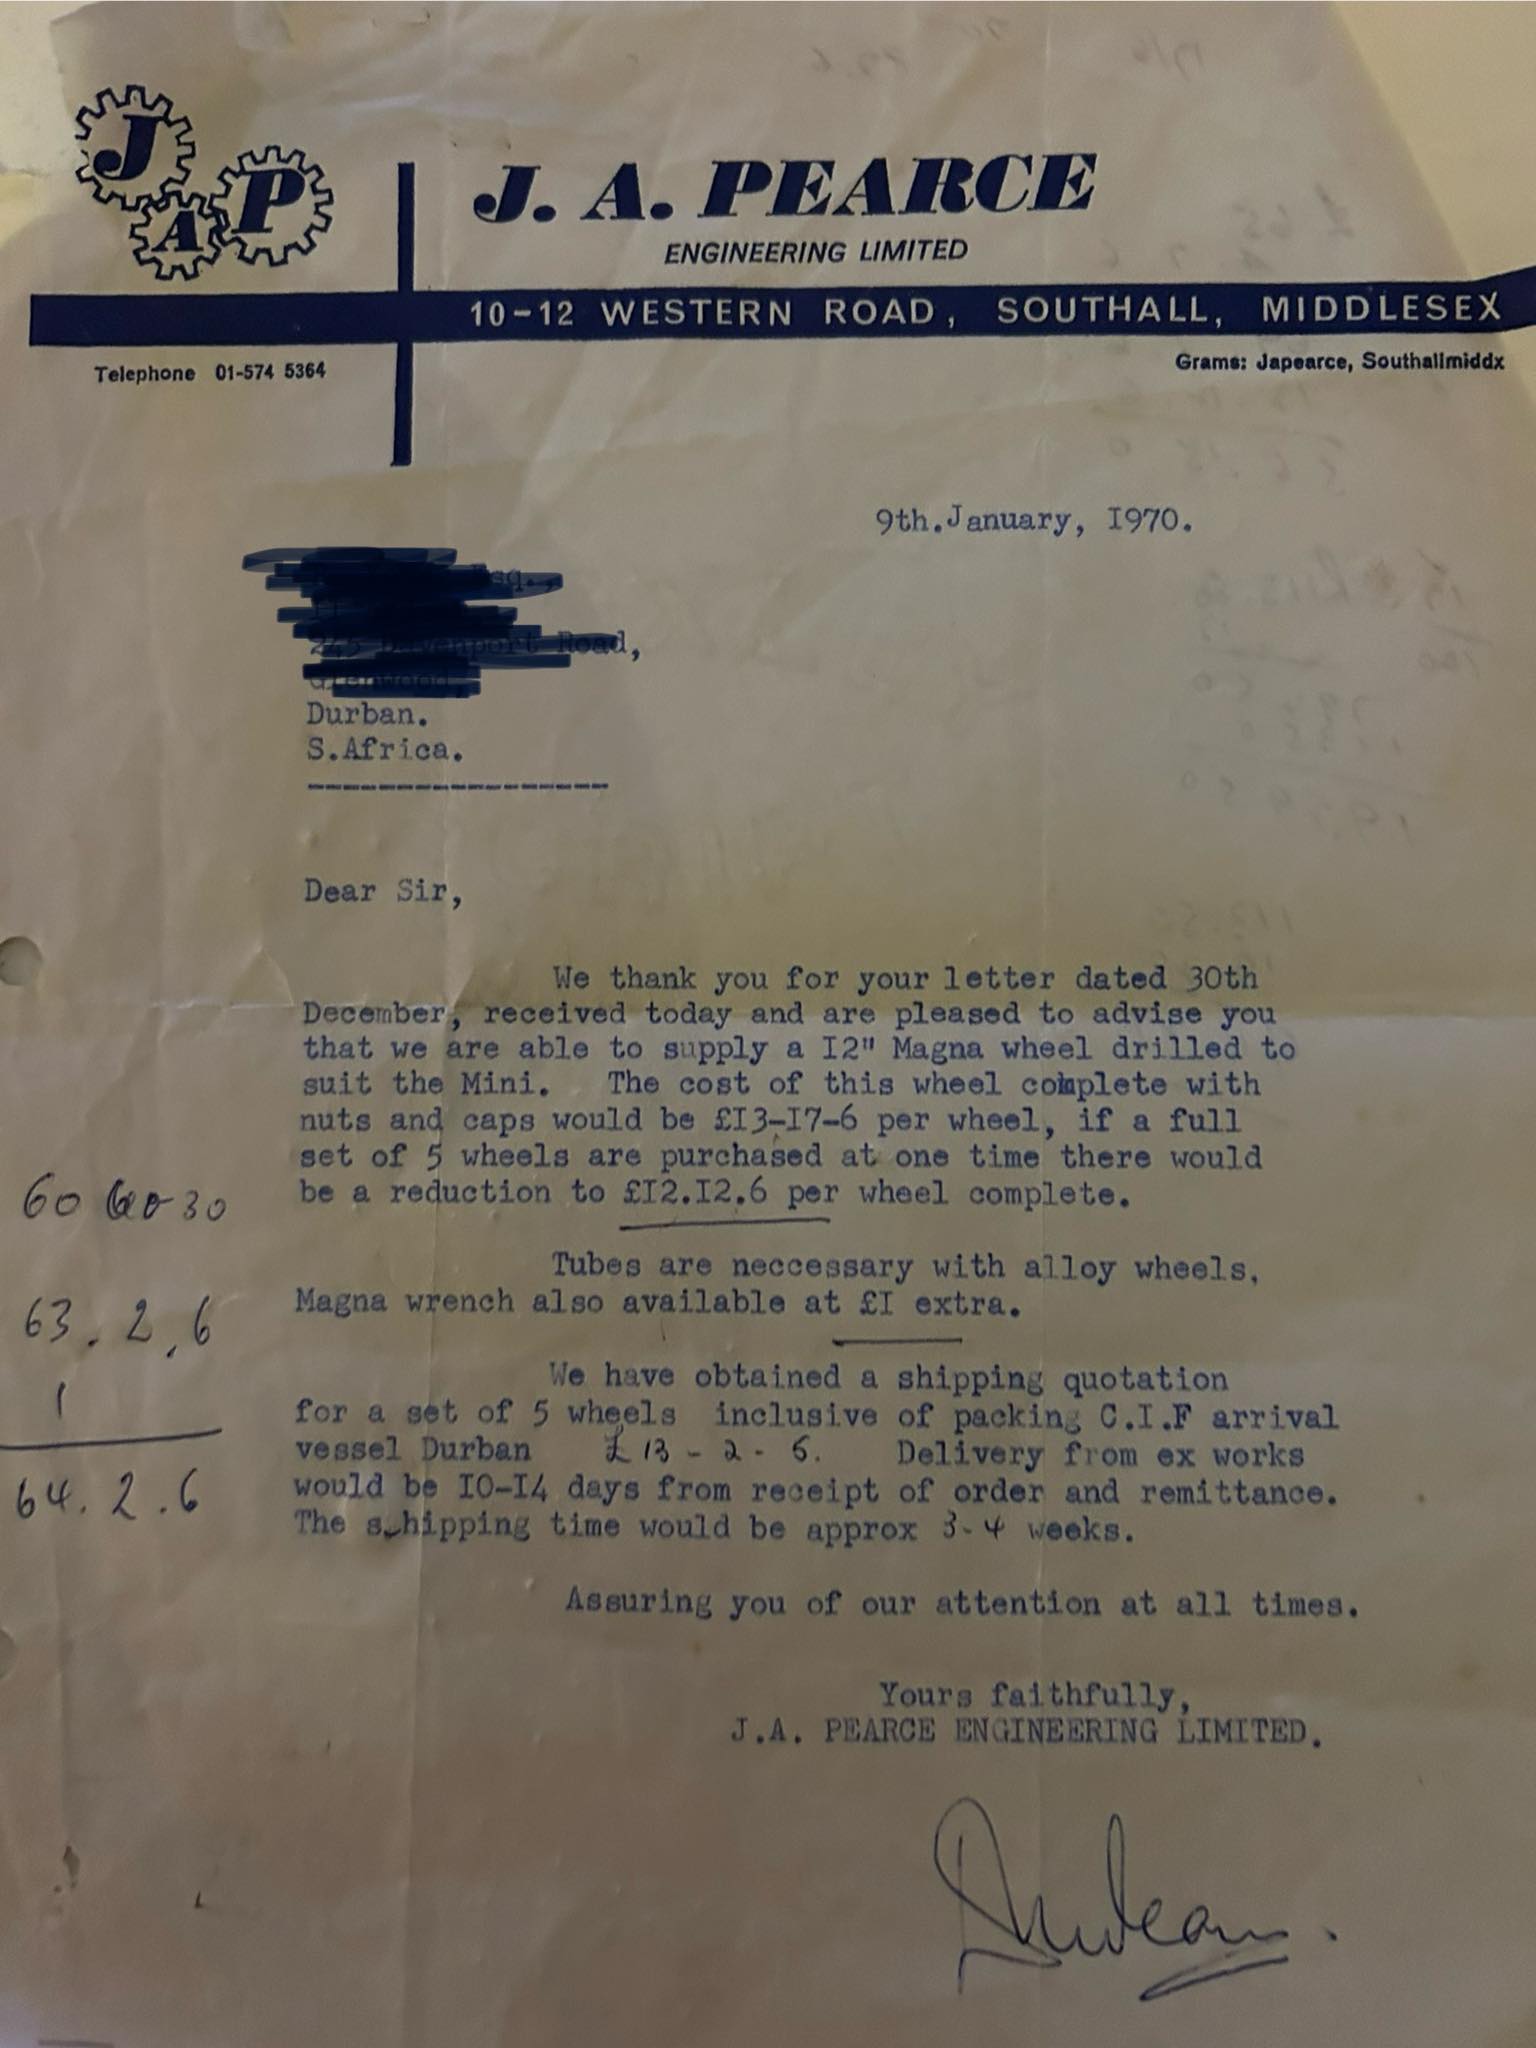 J
A
P
J. A. PEARCE
ENGINEERING LIMITED
10-12 WESTERN ROAD, SOUTHALL, MIDDLESEX
Telephone 01-574 5364
Grams: Japearce, Southallmiddx
9th.January, I970.
Esq.,
Road,
Durban.
S.Africa.
Dear Sir,
We thank you for your letter dated 30th
December, received today and are pleased to advise you
that we are able to supply a I2" Magna wheel drilled to
suit the Mini. The cost of this wheel complete with
nuts and caps would be £I3-I7-6 per wheel, if a full
set of 5 wheels are purchased at one time there would
be a reduction to £I2.I2.6 per wheel complete.
60 60-30
Tubes are neccessary with alloy wheels,
Magna wrench also available at £I extra.
63.2.6
1
64.2.6
We have obtained a shipping quotation
for a set of 5 wheels inclusive of packing C.I.F arrival
vessel Durban £13-2-6. Delivery from ex works
would be I0-I4 days from receipt of order and remittance.
The shipping time would be approx 3-4 weeks.
Assuring you of our attention at all times.
Yours faithfully,
J.A. PEARCE ENGINEERING LIMITED.